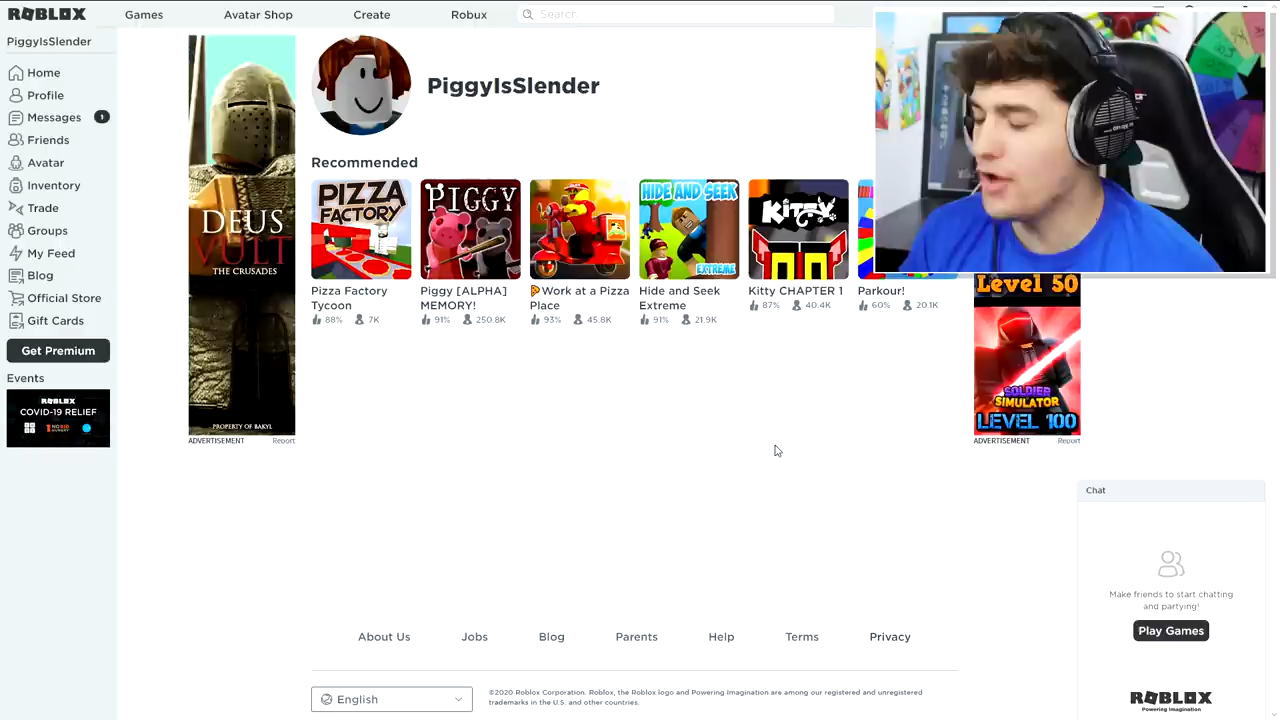 ROBLOX
Games
Avatar Shop
Create
Robux
Search
PiggyIsSlender
Home
Profile
Messages
1
Friends
Avatar
Inventory
Trade
Groups
My Feed
Blog
Official Store
Gift Cards
Get Premium
Events
ROBLOX
COVID-19 RELIEF
DEUS
VULT
THE CRUSADES
PROPERTY OF BAKYL
ADVERTISEMENT
Report
PiggyIsSlender
Recommended
PIZZA
FACTORY
Pizza Factory
Tycoon
88%
7K
PIGGY
Piggy [ALPHA]
MEMORY!
91%
250.8K
Work at a Pizza
Place
93%
45.8K
HIDE AND SEEK
EXTREME
Hide and Seek
Extreme
91%
21.9K
KITTY
Kitty CHAPTER 1
87%
40.4K
Parkour!
60%
20.1K
Level 50
SOLDIER
SIMULATOR
LEVEL 100
ADVERTISEMENT
Report
Chat
Make friends to start chatting
and partying!
Play Games
ROBLOX
Powering Imagination
About Us
Jobs
Blog
Parents
Help
Terms
Privacy
English
©2020 Roblox Corporation. Roblox, the Roblox logo and Powering Imagination are among our registered and unregistered
trademarks in the U.S. and other countries.